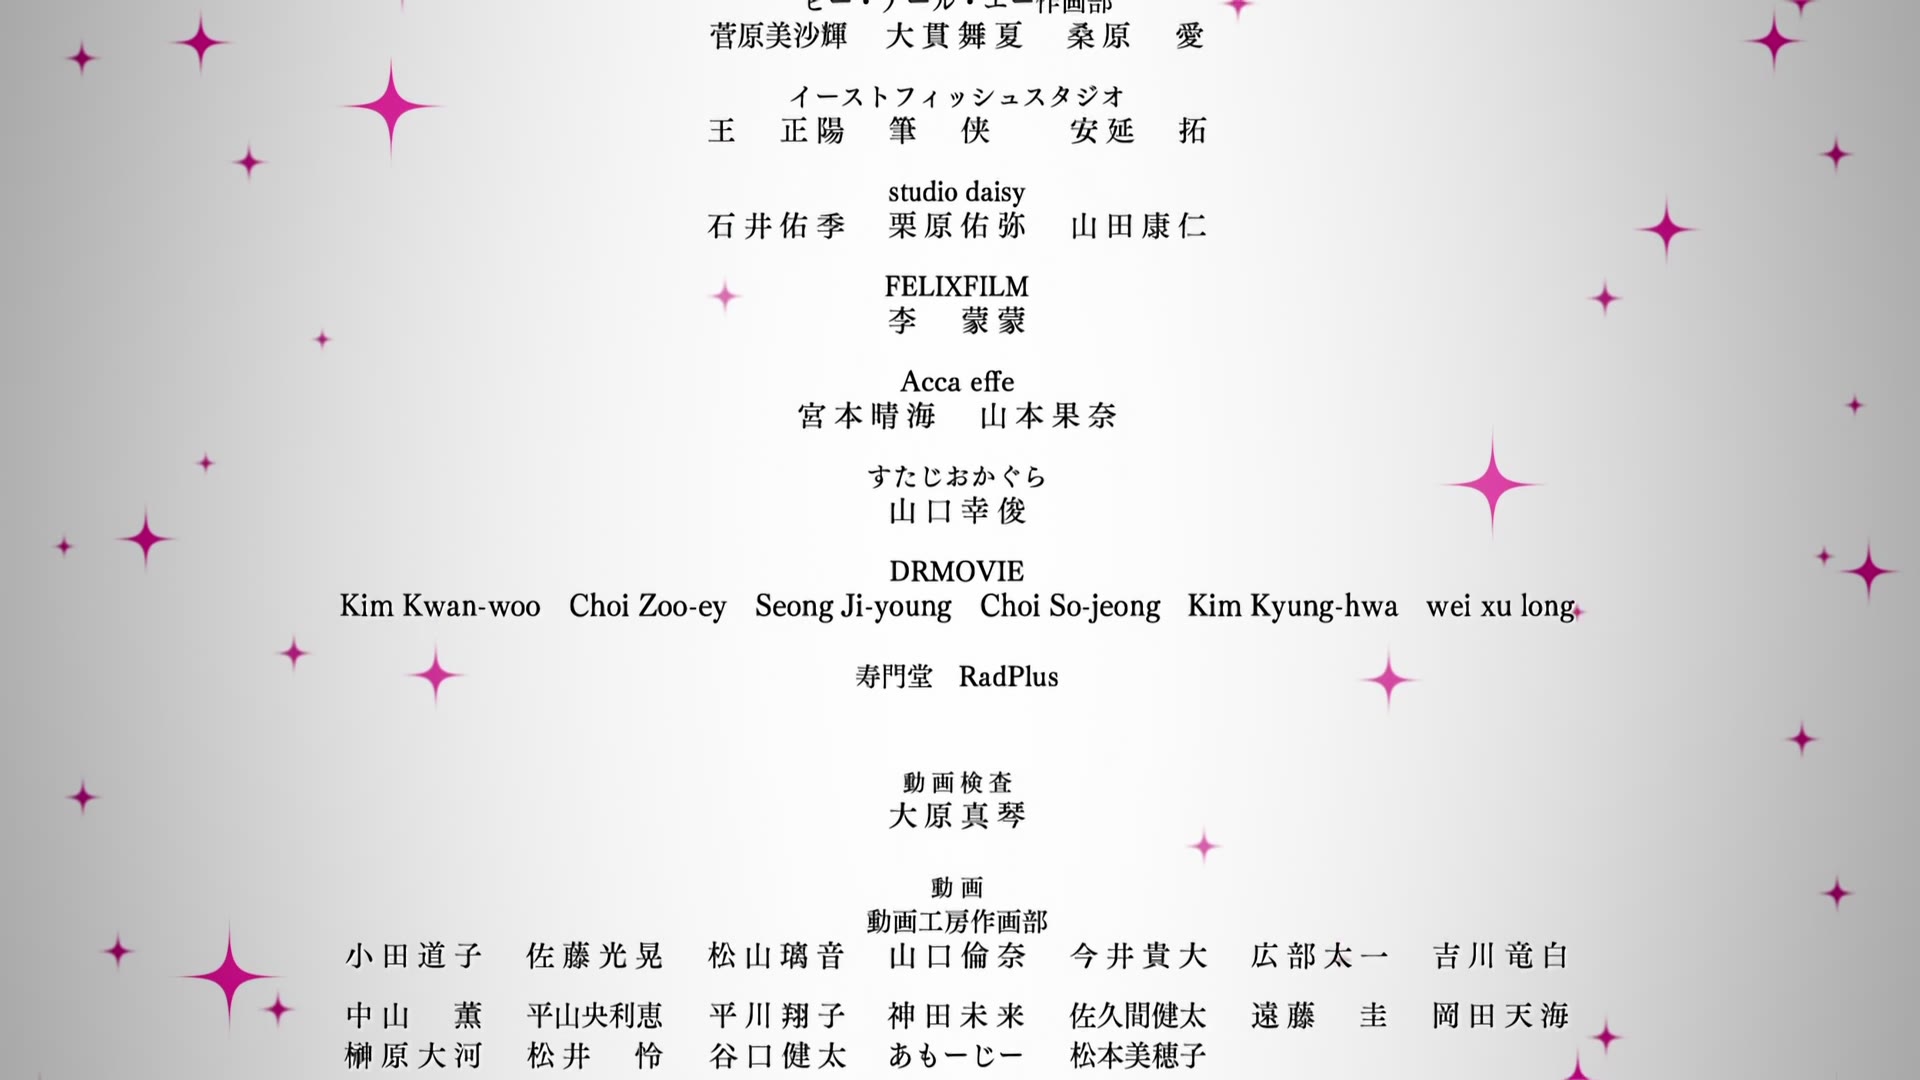 ピー・アール・エー作画部
菅原美沙輝　大貫舞夏　桑原　愛
イーストフィッシュスタジオ
王　正陽　筆　侠　安延　拓
studio daisy
石井佑季　栗原佑弥　山田康仁
FELIXFILM
李　蒙蒙
Acca effe
宮本晴海　山本果奈
すたじおかぐら
山口幸俊
DRMOVIE
Kim Kwan-woo　Choi Zoo-ey　Seong Ji-young　Choi So-jeong　Kim Kyung-hwa　wei xu long
寿門堂　RadPlus
動画検査
大原真琴
動画
動画工房作画部
小田道子　佐藤光晃　松山璃音　山口倫奈　今井貴大　広部太一　吉川竜白
中山　薫　平山央利恵　平川翔子　神田未来　佐久間健太　遠藤　圭　岡田天海
榊原大河　松井　怜　谷口健太　あもーじー　松本美穂子